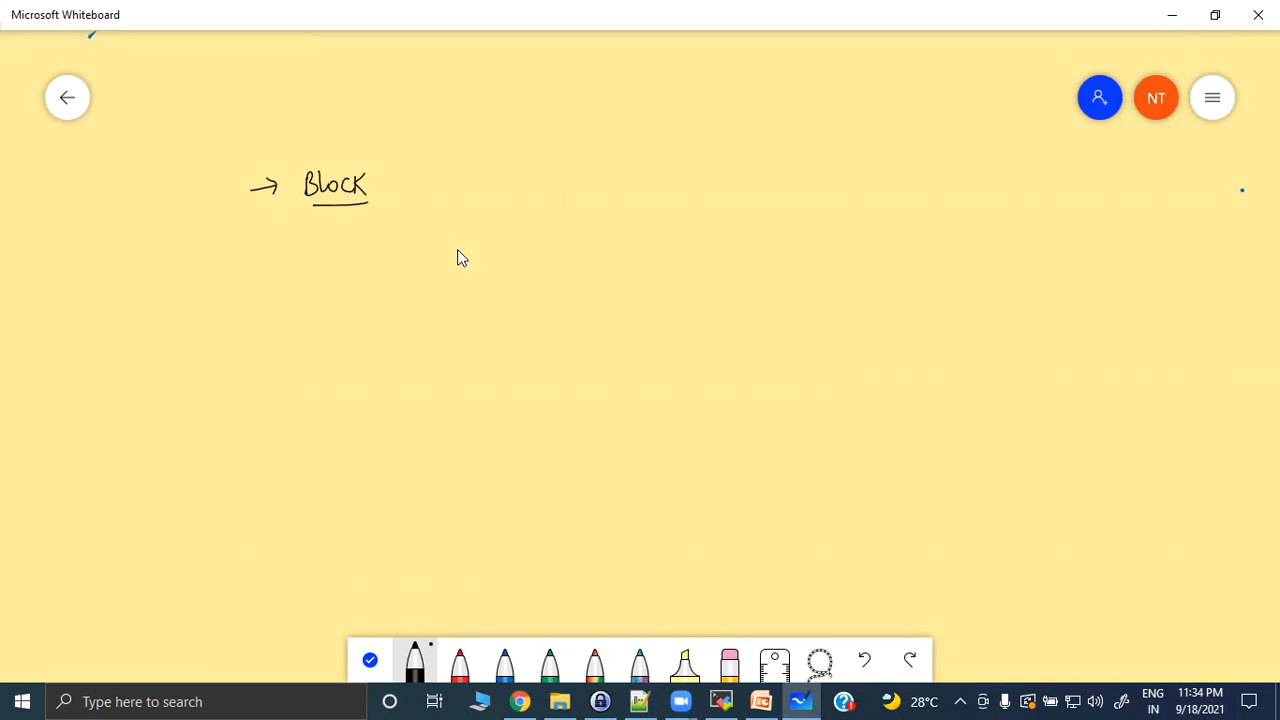 Microsoft Whiteboard
NT
→ Block
Type here to search
28°C
ENG
IN
11:34 PM
9/18/2021